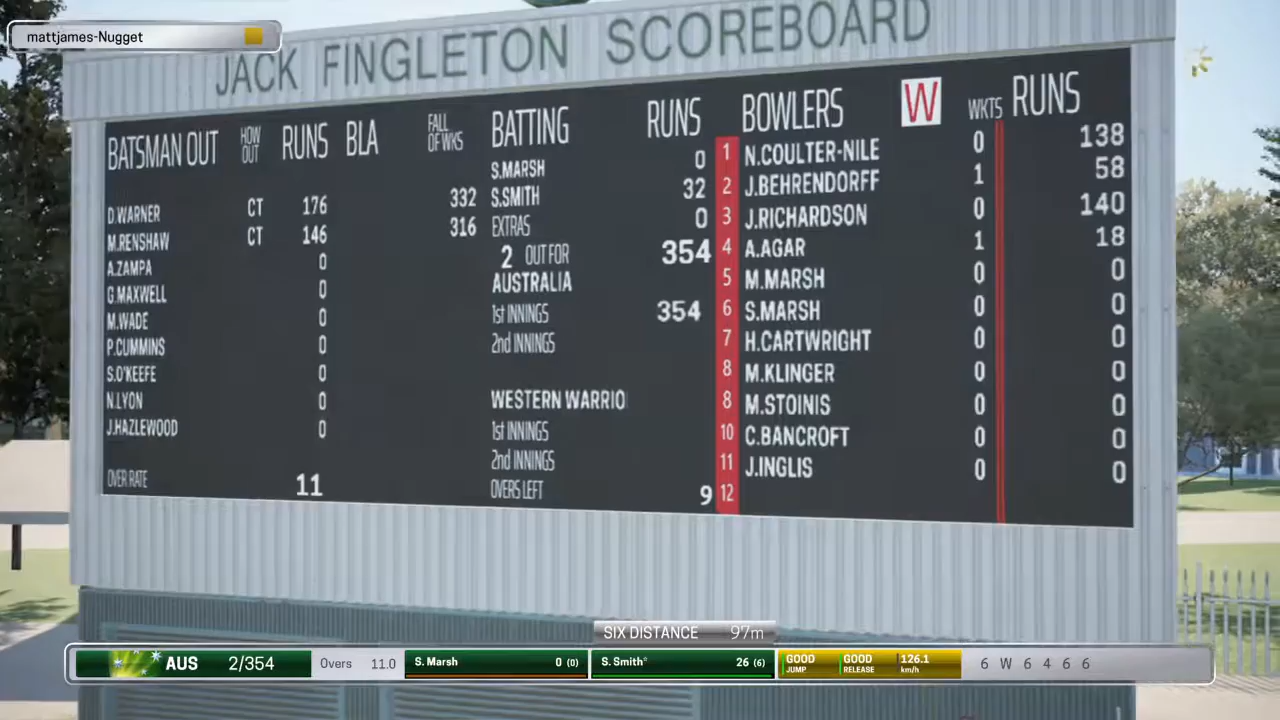 mattjames-Nugget
JACK FINGLETON SCOREBOARD
BATSMAN OUT HOW OUT RUNS BLA FALL OF WKS
D.WARNER CT 176 332
M.RENSHAW CT 146 316
A.ZAMPA 0
G.MAXWELL 0
M.WADE 0
P.CUMMINS 0
S.O'KEEFE 0
N.LYON 0
J.HAZLEWOOD 0
OVER RATE 11
BATTING RUNS
S.MARSH 0
S.SMITH 32
EXTRAS 0
2 OUT FOR 354
AUSTRALIA
1st INNINGS 354
2nd INNINGS
WESTERN WARRIO
1st INNINGS
2nd INNINGS
OVERS LEFT 9
BOWLERS W WKTS RUNS
1 N.COULTER-NILE 0 138
2 J.BEHRENDORFF 1 58
3 J.RICHARDSON 0 140
4 A.AGAR 1 18
5 M.MARSH 0 0
6 S.MARSH 0 0
7 H.CARTWRIGHT 0 0
8 M.KLINGER 0 0
8 M.STOINIS 0 0
10 C.BANCROFT 0 0
11 J.INGLIS 0 0
12
SIX DISTANCE 97m
AUS 2/354 Overs 11.0 S. Marsh 0 (0) S. Smith* 26 (6) GOOD JUMP GOOD RELEASE 126.1 km/h 6 W 6 4 6 6